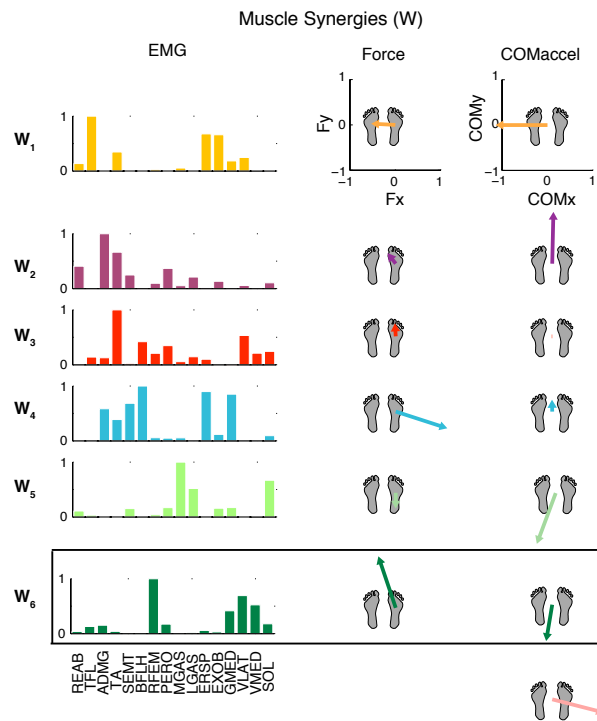 Muscle Synergies (W)
EMG
Force
COMaccel
W1
1
0
Fy
1
0
−1
−1
0
1
Fx
COMy
1
0
−1
−1
0
1
COMx
W2
1
0
W3
1
0
W4
1
0
W5
1
0
W6
1
0
REAB
TFL
ADMG
TA
SEMT
BFLH
RFEM
PERO
MGAS
LGAS
ERSP
EXOB
GMED
VLAT
VMED
SOL